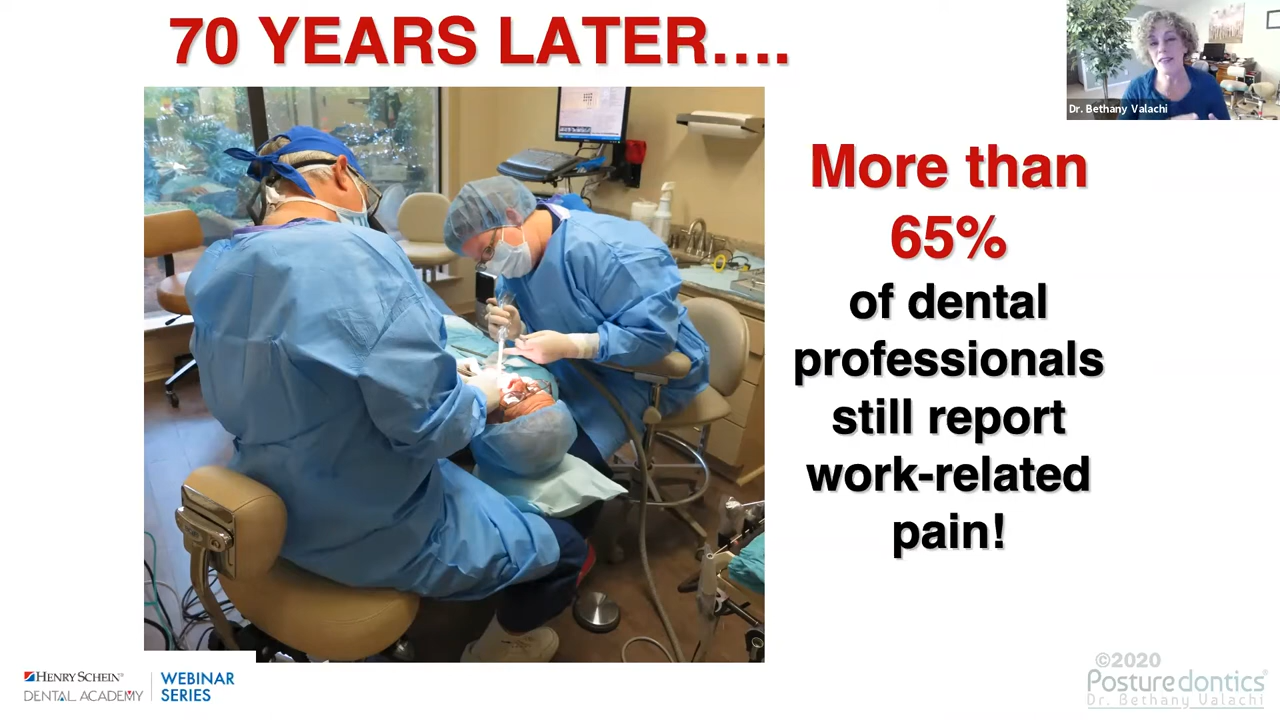 70 YEARS LATER....
Dr. Bethany Valachi
More than
65%
of dental
professionals
still report
work-related
pain!
HENRY SCHEIN®
DENTAL ACADEMY
WEBINAR
SERIES
©2020
Posturedontics®
Dr. Bethany Valachi